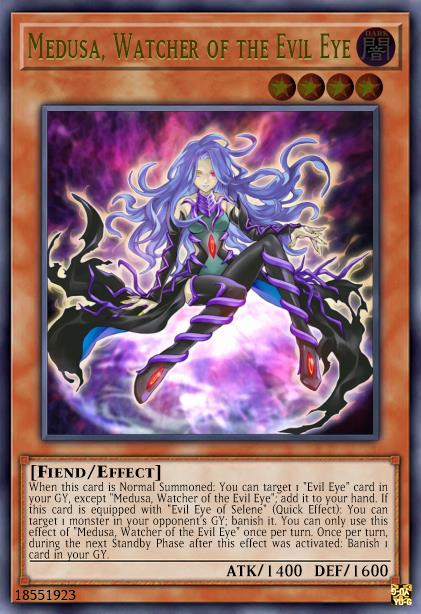 MEDUSA, WATCHER OF THE EVIL EYE
DARK
闇
[FIEND/EFFECT]
When this card is Normal Summoned: You can target 1 "Evil Eye" card in
your GY, except "Medusa, Watcher of the Evil Eye"; add it to your hand. If
this card is equipped with "Evil Eye of Selene" (Quick Effect): You can
target 1 monster in your opponent's GY; banish it. You can only use this
effect of "Medusa, Watcher of the Evil Eye" once per turn. Once per turn,
during the next Standby Phase after this effect was activated: Banish 1
card in your GY.
ATK/1400 DEF/1600
18551923